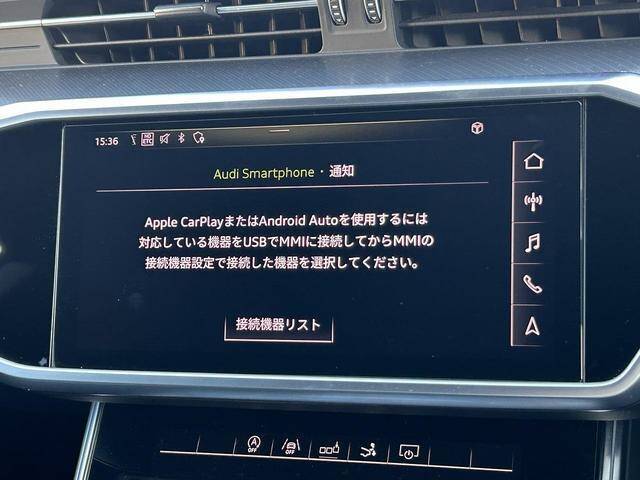 15:36
NO
ETC
Audi Smartphone・通知
Apple CarPlayまたはAndroid Autoを使用するには
対応している機器をUSBでMMIに接続してからMMIの
接続機器設定で接続した機器を選択してください。
接続機器リスト
A
OFF
OFF